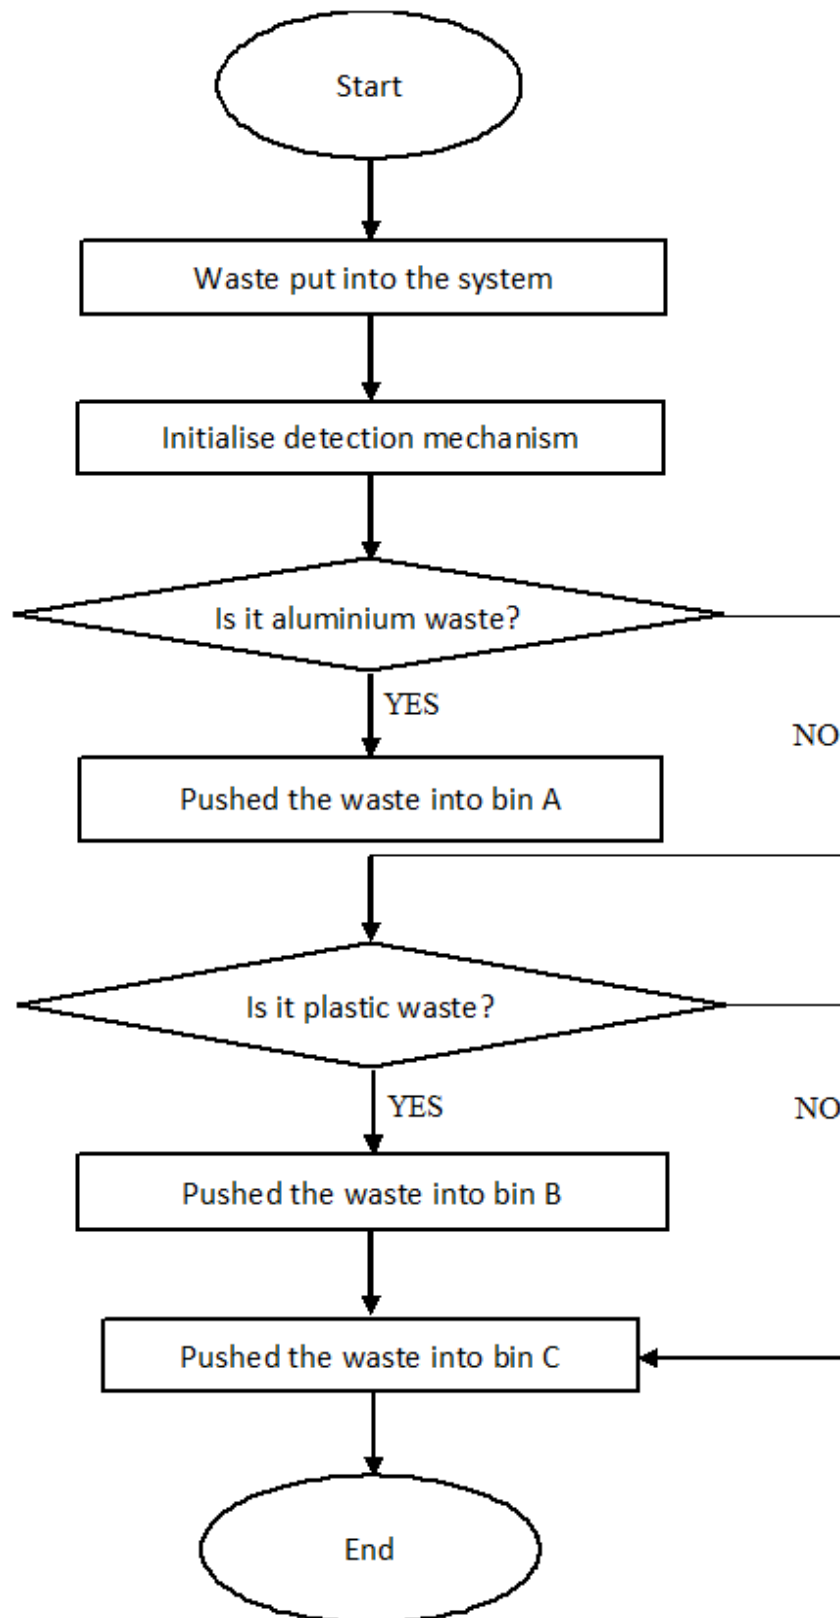 Start
Waste put into the system
Initialise detection mechanism
Is it aluminium waste?
YES
NO
Pushed the waste into bin A
Is it plastic waste?
YES
NO
Pushed the waste into bin B
Pushed the waste into bin C
End